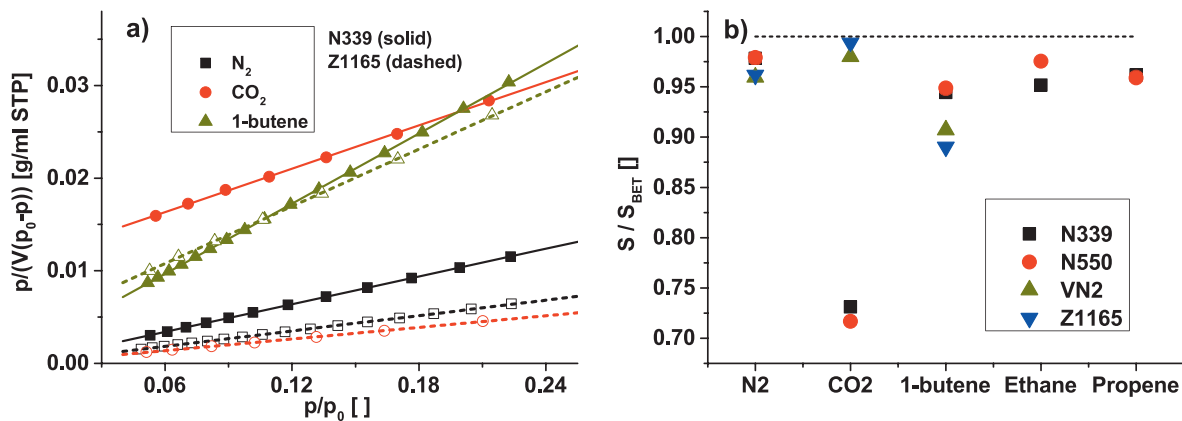 a)
N339 (solid)
Z1165 (dashed)
N₂
CO₂
1-butene
0.03
0.02
0.01
0.00
p/(V(p₀-p)) [g/ml STP]
0.06 0.12 0.18 0.24
p/p₀ [ ]
b)
1.00
0.95
0.90
0.85
0.80
0.75
0.70
S / S_BET []
N339
N550
VN2
Z1165
N2 CO2 1-butene Ethane Propene